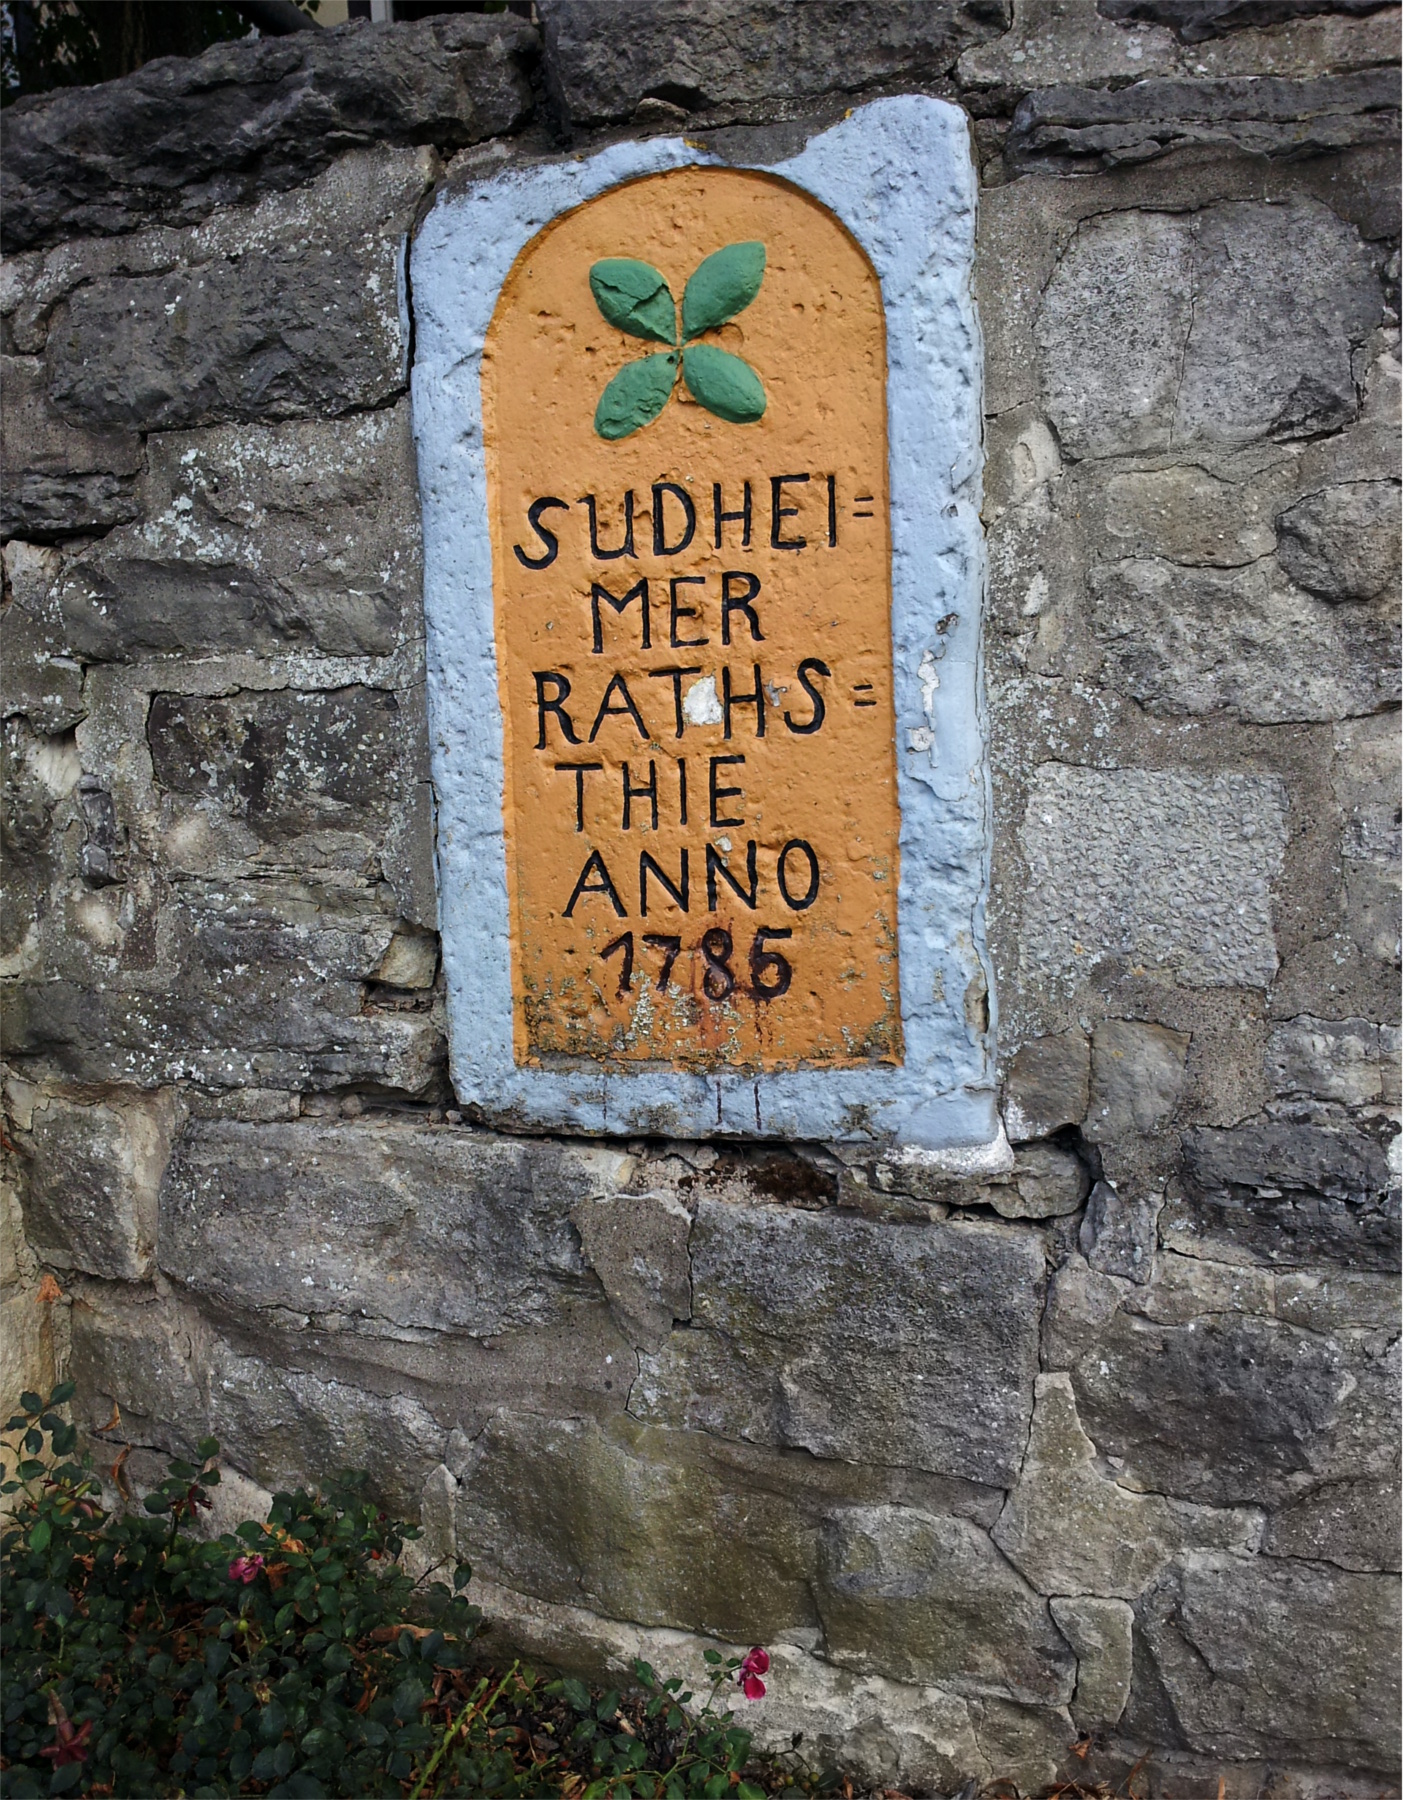 SUDHEI=
MER
RATHS=
THIE
ANNO
1785